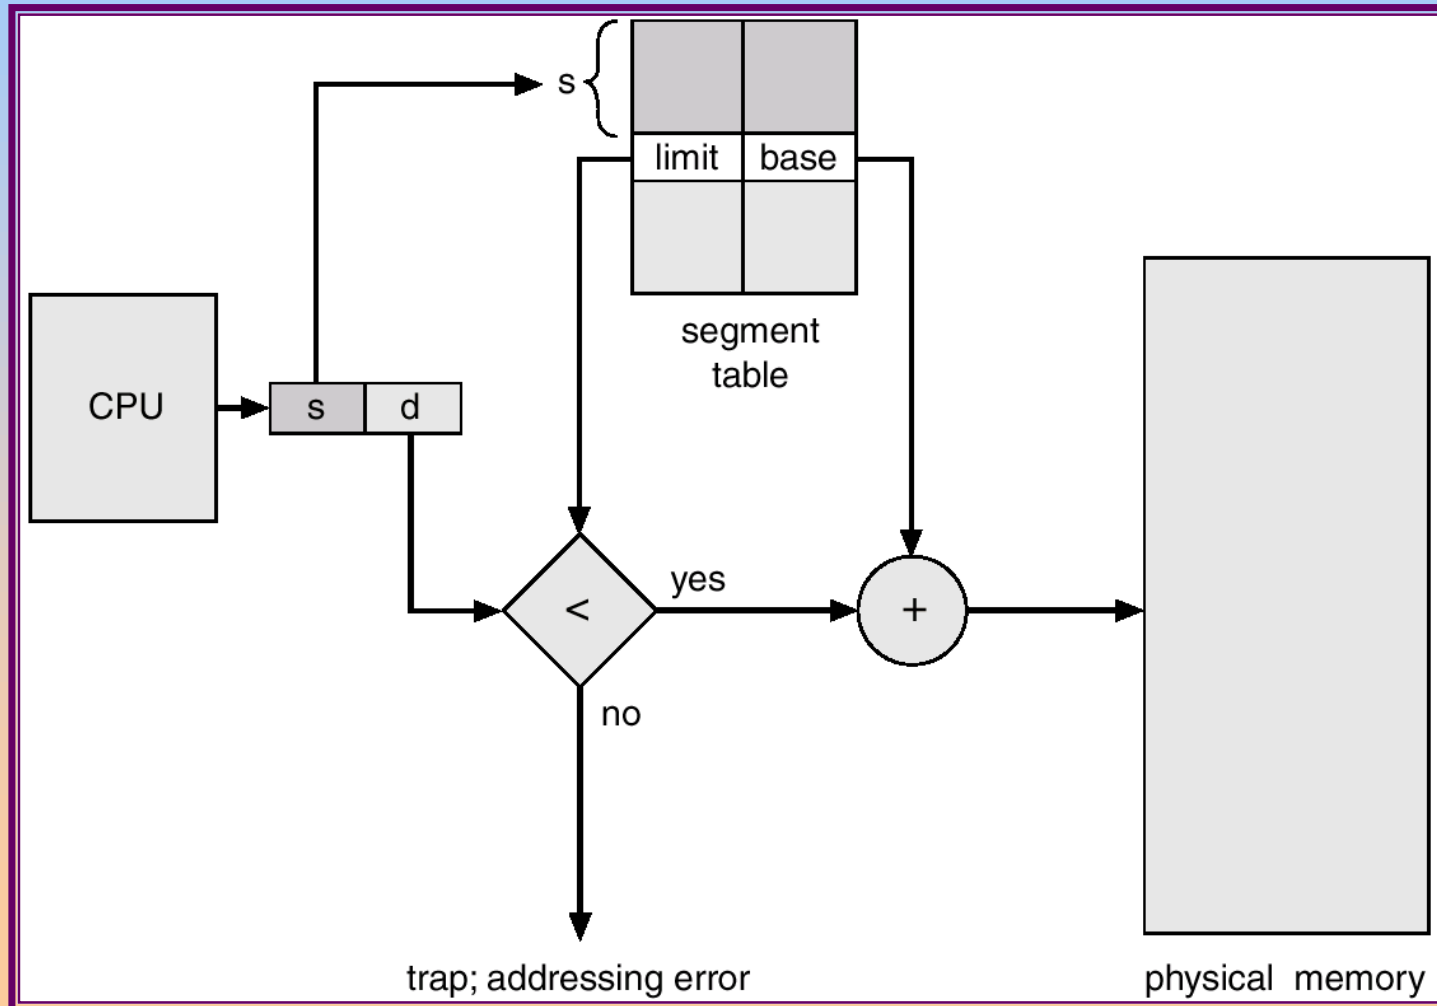 s
limit base
segment
table
CPU
s d
yes
< +
no
trap; addressing error
physical memory